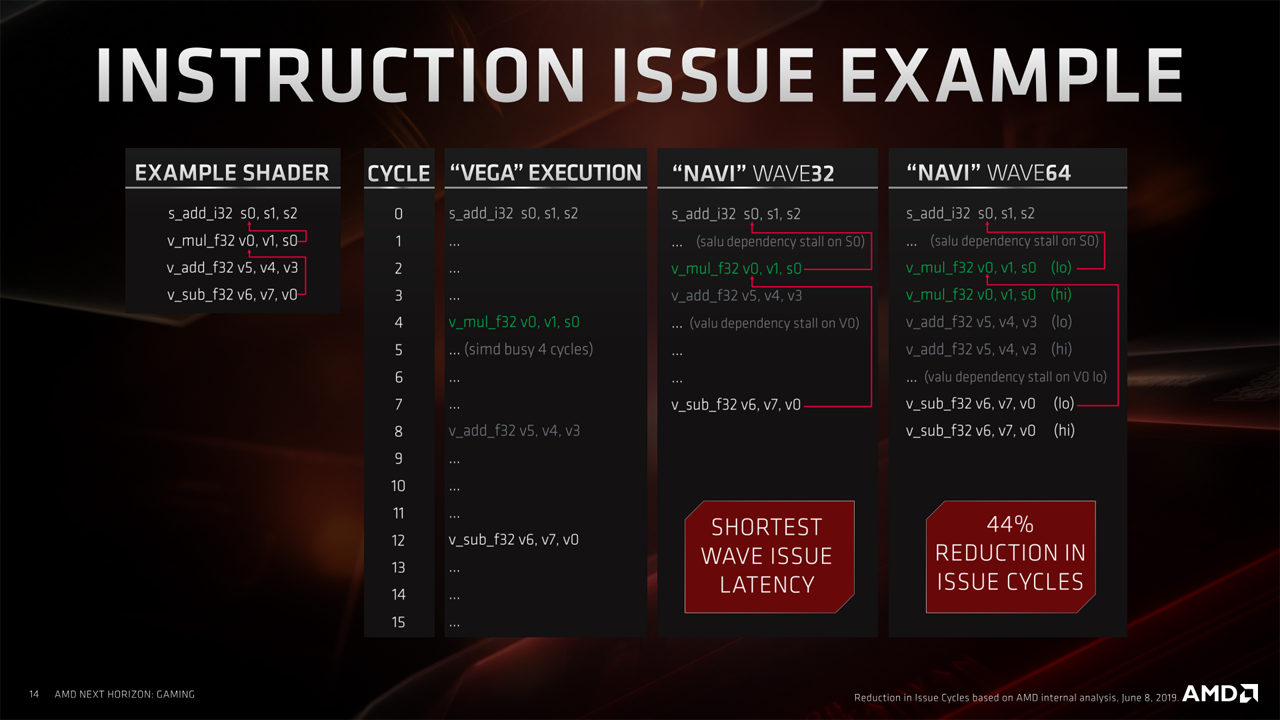 INSTRUCTION ISSUE EXAMPLE
EXAMPLE SHADER
s_add_i32 s0, s1, s2
v_mul_f32 v0, v1, s0
v_add_f32 v5, v4, v3
v_sub_f32 v6, v7, v0
CYCLE
0
1
2
3
4
5
6
7
8
9
10
11
12
13
14
15
“VEGA” EXECUTION
s_add_i32 s0, s1, s2
...
...
...
v_mul_f32 v0, v1, s0
... (simd busy 4 cycles)
...
...
v_add_f32 v5, v4, v3
...
...
...
v_sub_f32 v6, v7, v0
...
...
...
“NAVI” WAVE32
s_add_i32 s0, s1, s2
... (salu dependency stall on S0)
v_mul_f32 v0, v1, s0
v_add_f32 v5, v4, v3
... (valu dependency stall on V0)
...
...
v_sub_f32 v6, v7, v0
SHORTEST
WAVE ISSUE
LATENCY
“NAVI” WAVE64
s_add_i32 s0, s1, s2
... (salu dependency stall on S0)
v_mul_f32 v0, v1, s0 (lo)
v_mul_f32 v0, v1, s0 (hi)
v_add_f32 v5, v4, v3 (lo)
v_add_f32 v5, v4, v3 (hi)
... (valu dependency stall on V0 lo)
v_sub_f32 v6, v7, v0 (lo)
v_sub_f32 v6, v7, v0 (hi)
44%
REDUCTION IN
ISSUE CYCLES
14 AMD NEXT HORIZON: GAMING
Reduction in Issue Cycles based on AMD internal analysis, June 8, 2019.
AMD